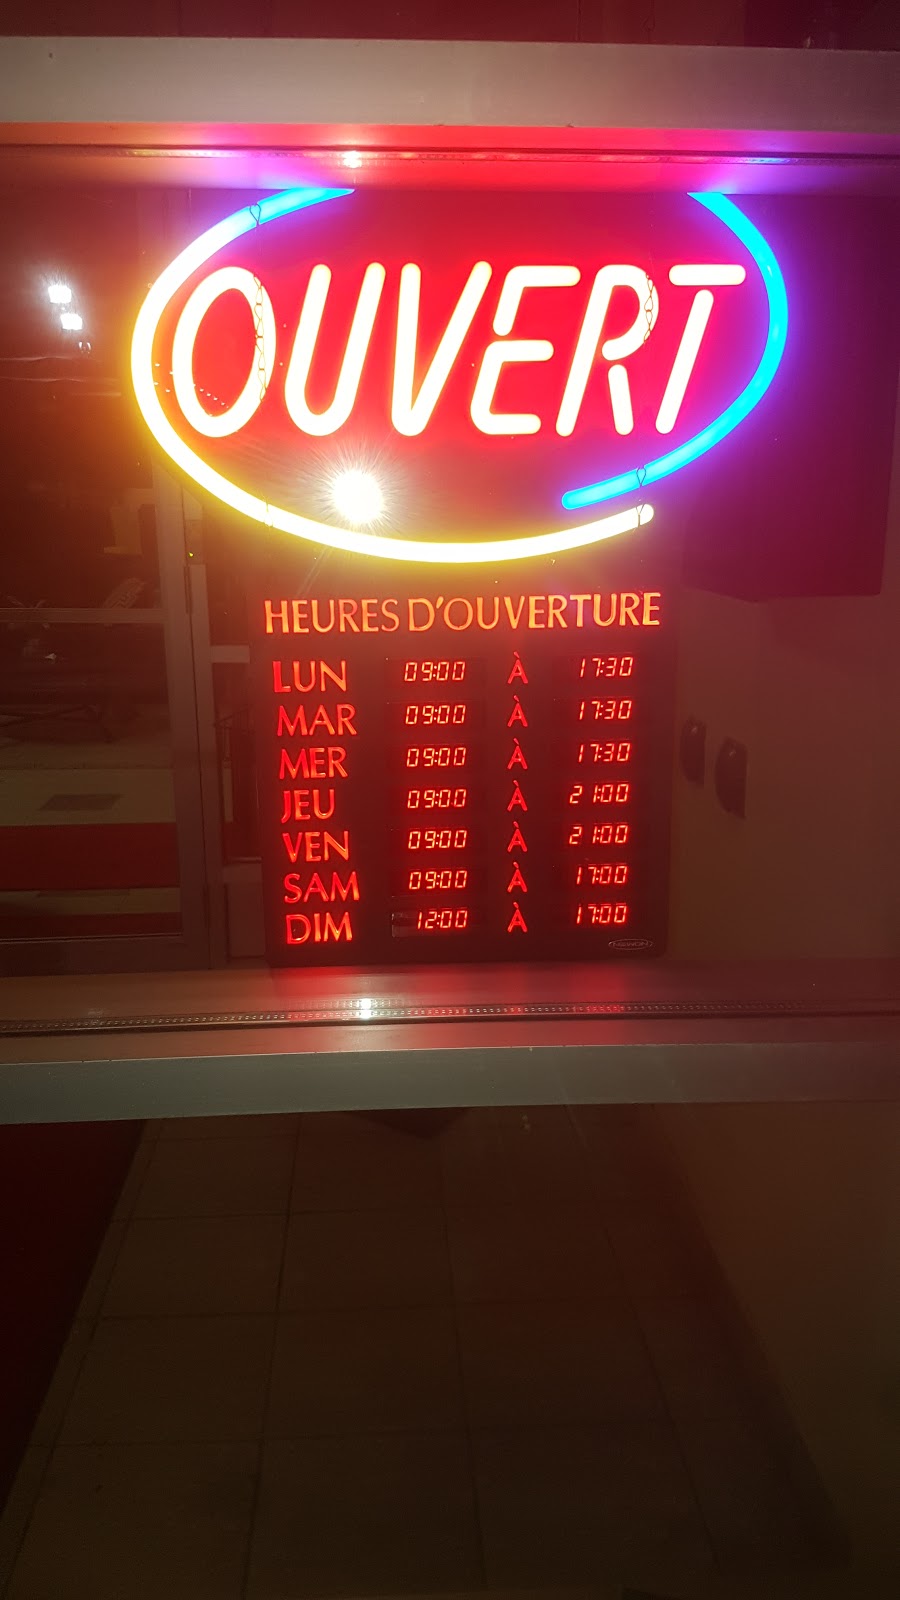 OUVERT
HEURES D'OUVERTURE
LUN 09:00 À 17:30
MAR 09:00 À 17:30
MER 09:00 À 17:30
JEU 09:00 À 21:00
VEN 09:00 À 21:00
SAM 09:00 À 17:00
DIM 12:00 À 17:00